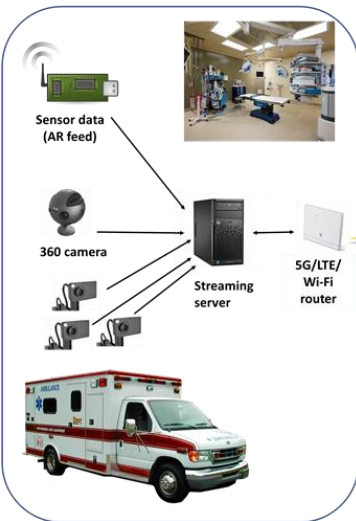 Sensor data
(AR feed)
360 camera
Streaming
server
5G/LTE/
Wi-Fi
router
AMBULANCE